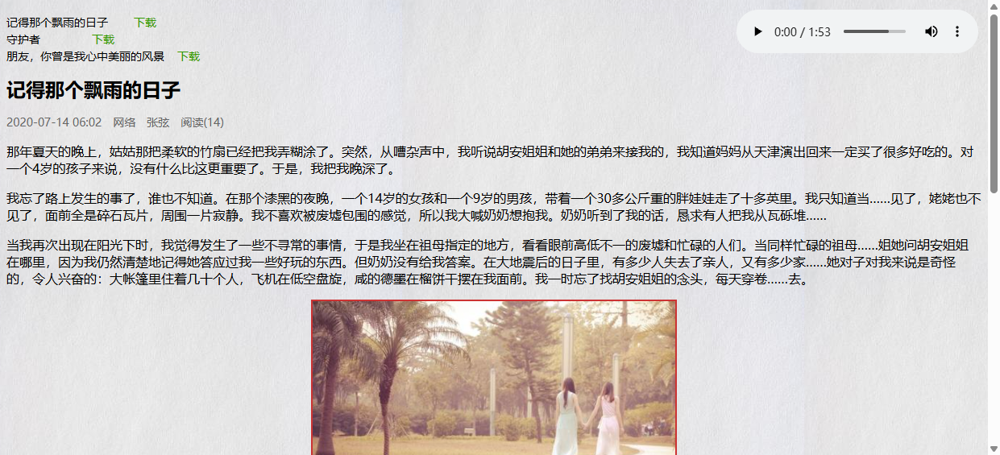 记得那个飘雨的日子 下载
守护者 下载
朋友，你曾是我心中美丽的风景 下载
0:00 / 1:53
记得那个飘雨的日子
2020-07-14 06:02 网络 张弦 阅读(14)
那年夏天的晚上，姑姑那把柔软的竹扇已经把我弄糊涂了。突然，从嘈杂声中，我听说胡安姐姐和她的弟弟来接我的，我知道妈妈从天津演出回来一定买了很多好吃的。对
一个4岁的孩子来说，没有什么比这更重要了。于是，我把我晚深了。
我忘了路上发生的事了，谁也不知道。在那个漆黑的夜晚，一个14岁的女孩和一个9岁的男孩，带着一个30多公斤重的胖娃娃走了十多英里。我只知道当......见了，姥姥也不
见了，面前全是碎石瓦片，周围一片寂静。我不喜欢被废墟包围的感觉，所以我大喊奶奶想抱我。奶奶听到了我的话，恳求有人把我从瓦砾堆......
当我再次出现在阳光下时，我觉得发生了一些不寻常的事情，于是我坐在祖母指定的地方，看看眼前高低不一的废墟和忙碌的人们。当同样忙碌的祖母......姐她问胡安姐姐
在哪里，因为我仍然清楚地记得她答应过我一些好玩的东西。但奶奶没有给我答案。在大地震后的日子里，有多少人失去了亲人，又有多少家......她对子对我来说是奇怪
的，令人兴奋的：大帐篷里住着几十个人，飞机在低空盘旋，咸的德墨在榴饼干摆在我面前。我一时忘了找胡安姐姐的念头，每天穿卷......去。